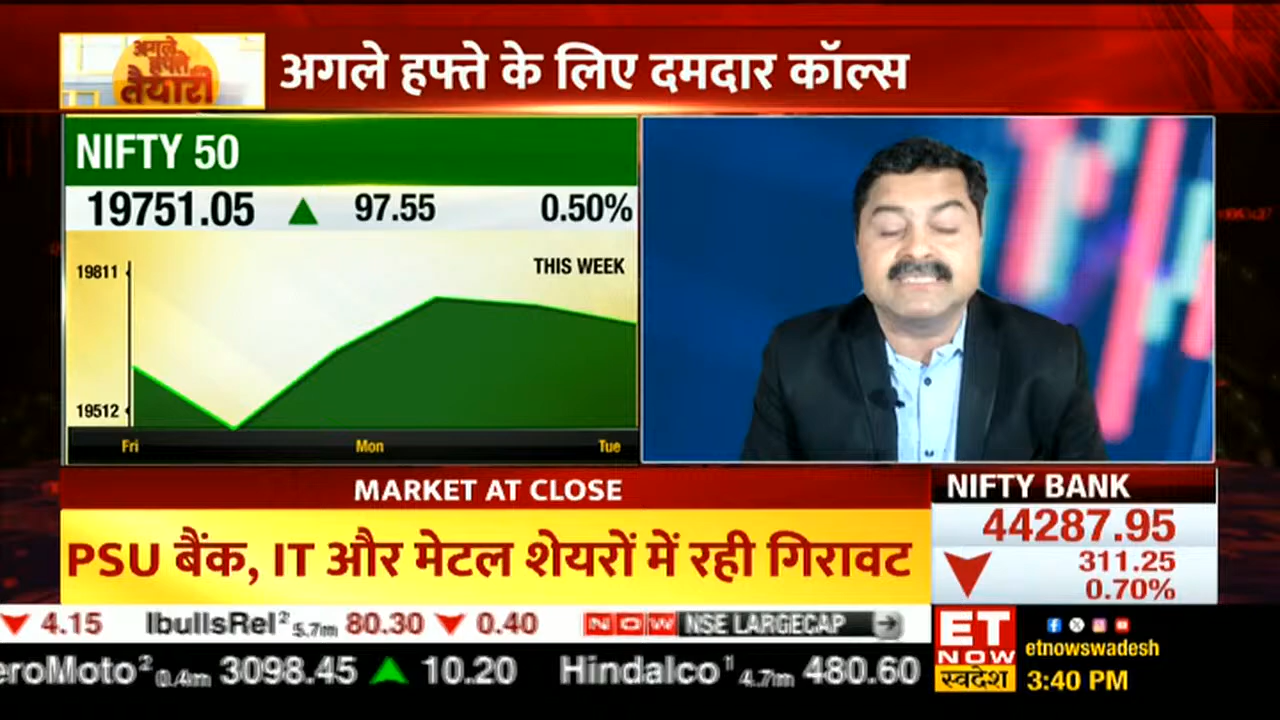 अगले
हफ्ते
तैयारी
अगले हफ्ते के लिए दमदार कॉल्स
NIFTY 50
19751.05 ▲ 97.55 0.50%
THIS WEEK
19811
19512
Fri Mon Tue
MARKET AT CLOSE
PSU बैंक, IT और मेटल शेयरों में रही गिरावट
NIFTY BANK
44287.95
▼ 311.25
0.70%
▼ 4.15 IbullsRel² 5.7m 80.30 ▼ 0.40 NOW NSE LARGECAP →
eroMoto² 0.4m 3098.45 ▲ 10.20 Hindalco¹ 4.7m 480.60
ET
NOW
स्वदेश
etnowswadesh
3:40 PM